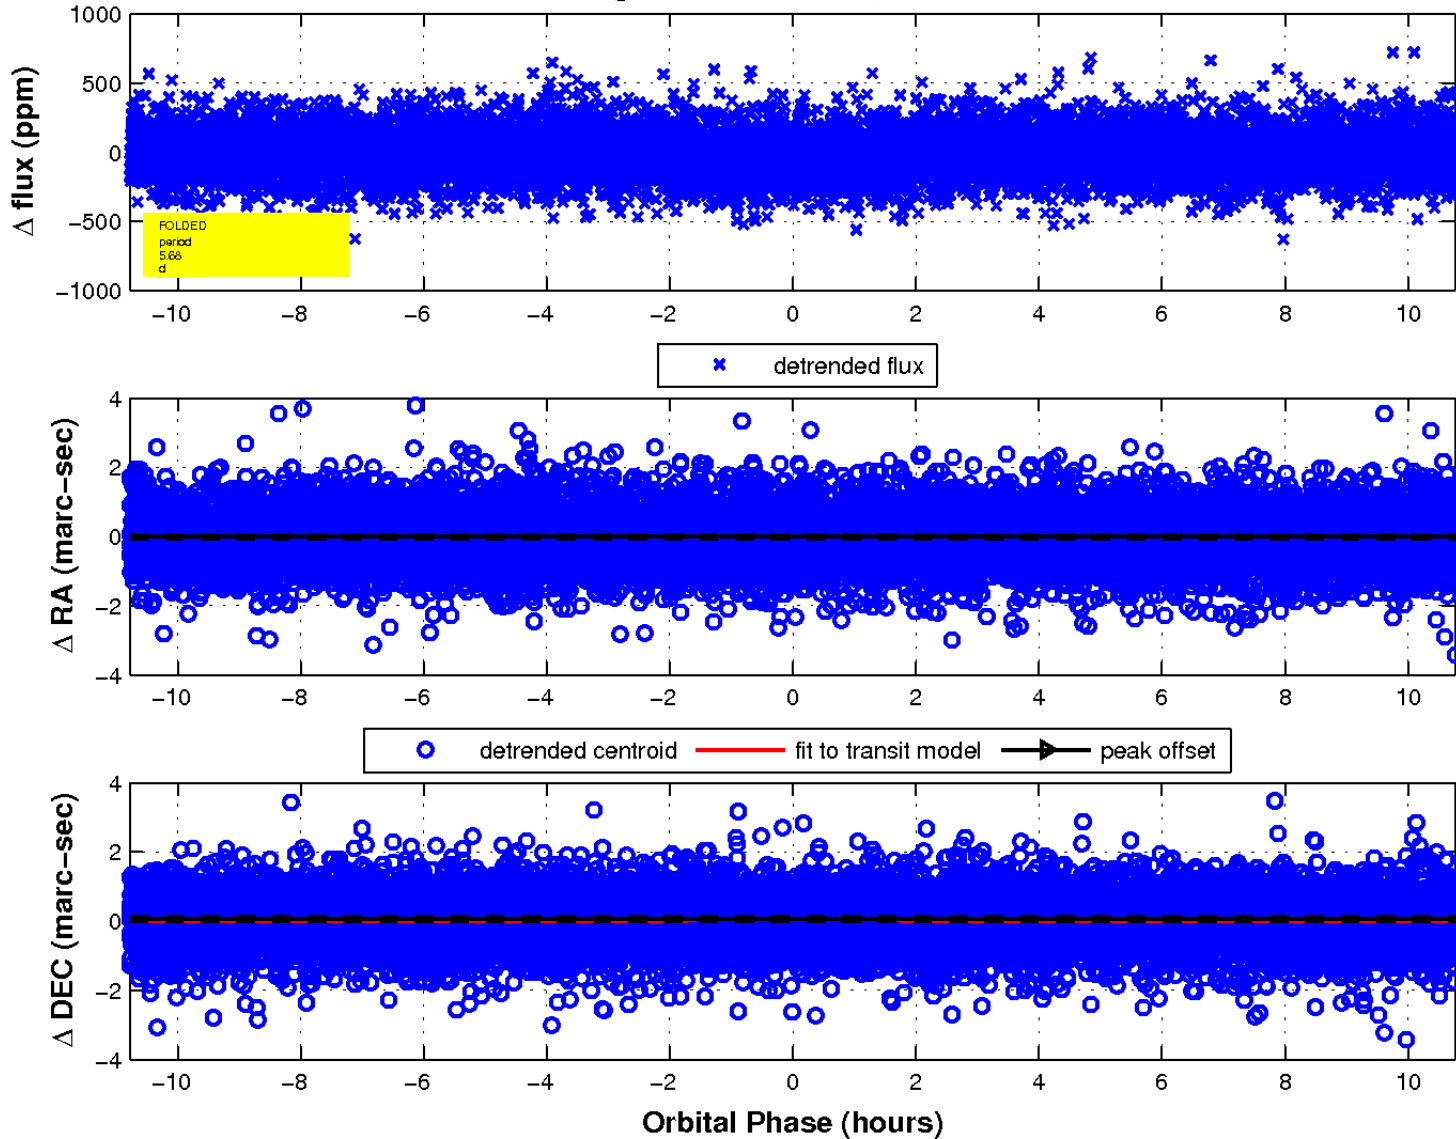 1000
500
0
−500
−1000
Δ flux (ppm)
FOLDED
period
5.68
d
−10 −8 −6 −4 −2 0 2 4 6 8 10
detrended flux
4
2
0
−2
−4
Δ RA (marc−sec)
−10 −8 −6 −4 −2 0 2 4 6 8 10
detrended centroid fit to transit model peak offset
4
2
0
−2
−4
Δ DEC (marc−sec)
−10 −8 −6 −4 −2 0 2 4 6 8 10
Orbital Phase (hours)